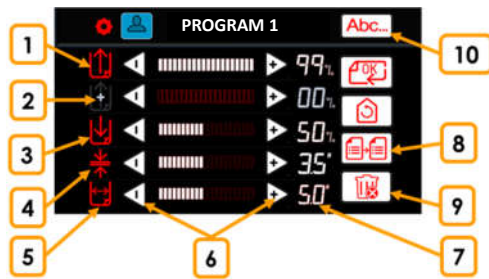 PROGRAM 1 Abc...
1 10
- + 99% OK
2 + - + 00%
3 - + 50% 8
4 - + 3.5"
- + 5.0" 9
5 6 7